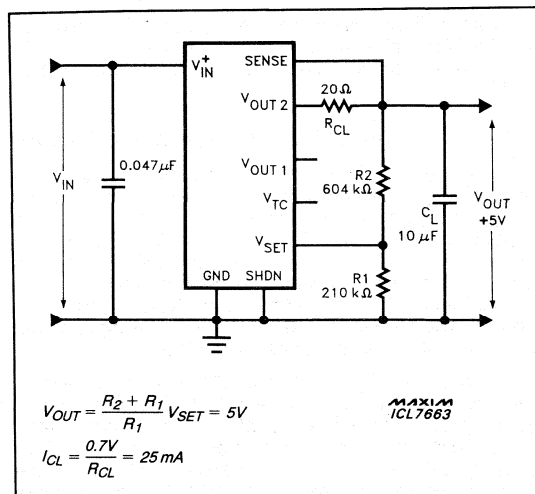 V+IN
SENSE
VOUT 2
20Ω
RCL
VIN
0.047µF
VOUT 1
R2
604 kΩ
VTC
CL
10 µF
VOUT
+5V
VSET
GND
SHDN
R1
210 kΩ
VOUT = (R2 + R1)/R1 VSET = 5V
MAXIM
ICL7663
ICL = 0.7V/RCL = 25 mA